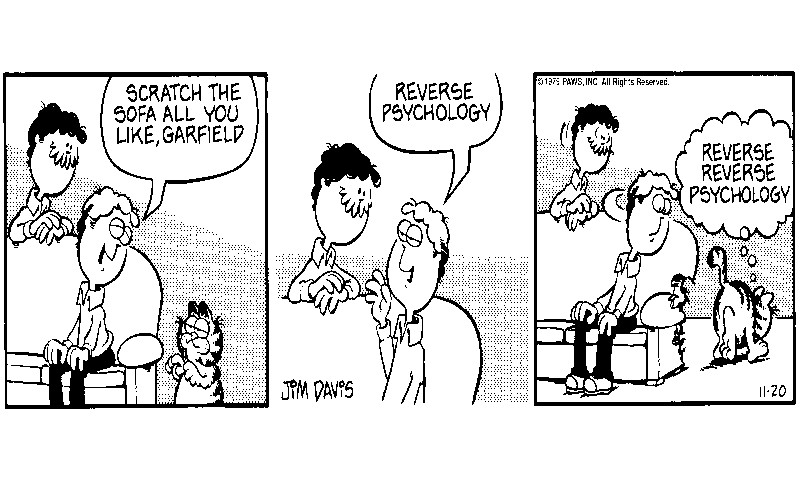 SCRATCH THE
SOFA ALL YOU
LIKE, GARFIELD
REVERSE
PSYCHOLOGY
JIM DAVIS
© 1979 PAWS, INC. All Rights Reserved.
REVERSE
REVERSE
PSYCHOLOGY
11-20